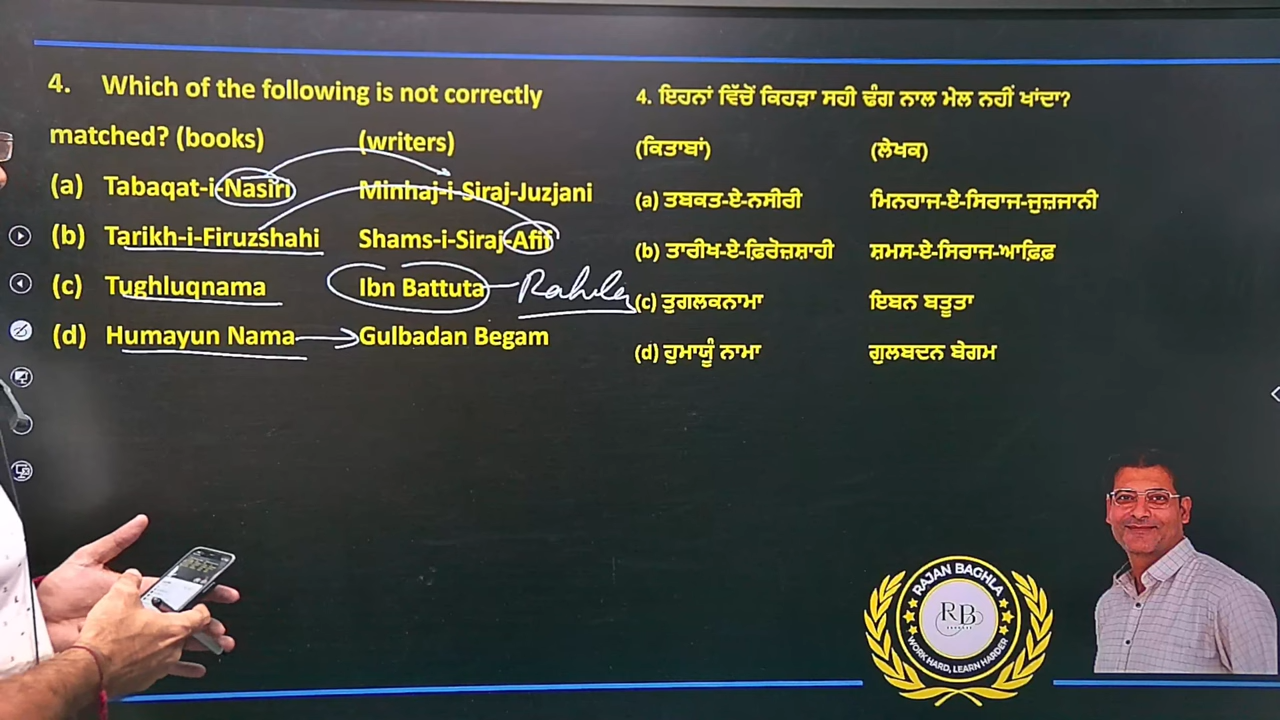 4. Which of the following is not correctly
matched? (books) (writers)
(a) Tabaqat-i-Nasiri Minhaj-i-Siraj-Juzjani
(b) Tarikh-i-Firuzshahi Shams-i-Siraj-Afif
(c) Tughluqnama Ibn Battuta
(d) Humayun Nama Gulbadan Begam
4. ਇਹਨਾਂ ਵਿੱਚੋਂ ਕਿਹੜਾ ਸਹੀ ਢੰਗ ਨਾਲ ਮੇਲ ਨਹੀਂ ਖਾਂਦਾ?
(ਕਿਤਾਬਾਂ) (ਲੇਖਕ)
(a) ਤਬਕਤ-ਏ-ਨਸੀਰੀ ਮਿਨਹਾਜ-ਏ-ਸਿਰਾਜ-ਜੁਜ਼ਜਾਨੀ
(b) ਤਾਰੀਖ-ਏ-ਫ਼ਿਰੋਜ਼ਸ਼ਾਹੀ ਸ਼ਮਸ-ਏ-ਸਿਰਾਜ-ਆਫ਼ਿਫ਼
(c) ਤੁਗਲਕਨਾਮਾ ਇਬਨ ਬਤੂਤਾ
(d) ਹੁਮਾਯੂੰ ਨਾਮਾ ਗੁਲਬਦਨ ਬੇਗਮ
RAJAN BAGHLA
RB
WORK HARD, LEARN HARDER